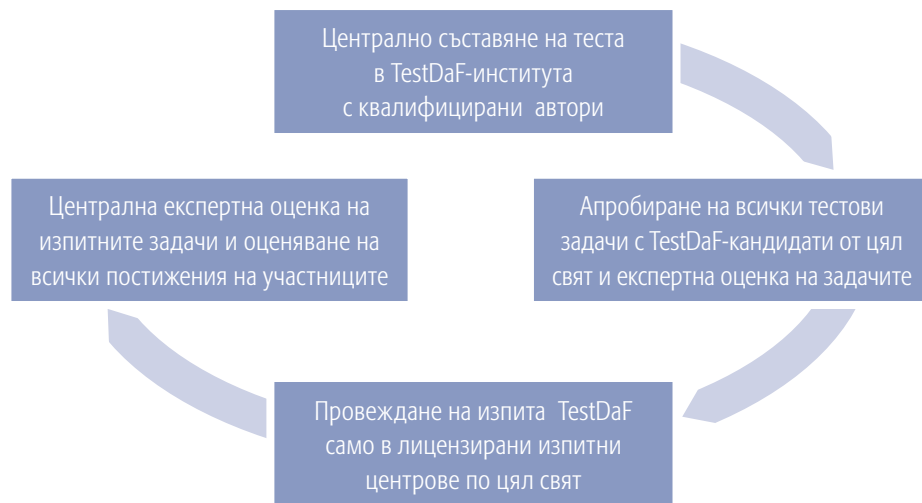 Централно съставяне на теста
в TestDaF-института
с квалифицирани автори
Апробиране на всички тестови
задачи с TestDaF-кандидати от цял
свят и експертна оценка на задачите
Провеждане на изпита TestDaF
само в лицензирани изпитни
центрове по цял свят
Централна експертна оценка на
изпитните задачи и оценяване на
всички постижения на участниците